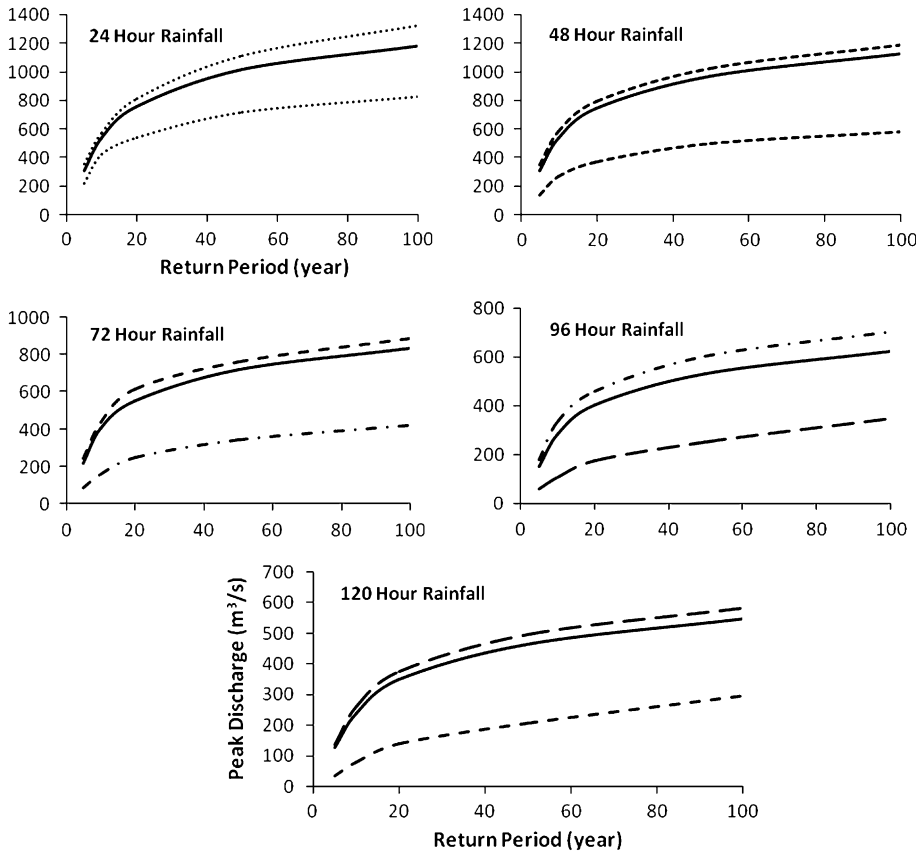 24 Hour Rainfall
1400
1200
1000
800
600
400
200
0
0 20 40 60 80 100
Return Period (year)
48 Hour Rainfall
1400
1200
1000
800
600
400
200
0
0 20 40 60 80 100
72 Hour Rainfall
1000
800
600
400
200
0
0 20 40 60 80 100
96 Hour Rainfall
800
600
400
200
0
0 20 40 60 80 100
120 Hour Rainfall
Peak Discharge (m³/s)
700
600
500
400
300
200
100
0
0 20 40 60 80 100
Return Period (year)